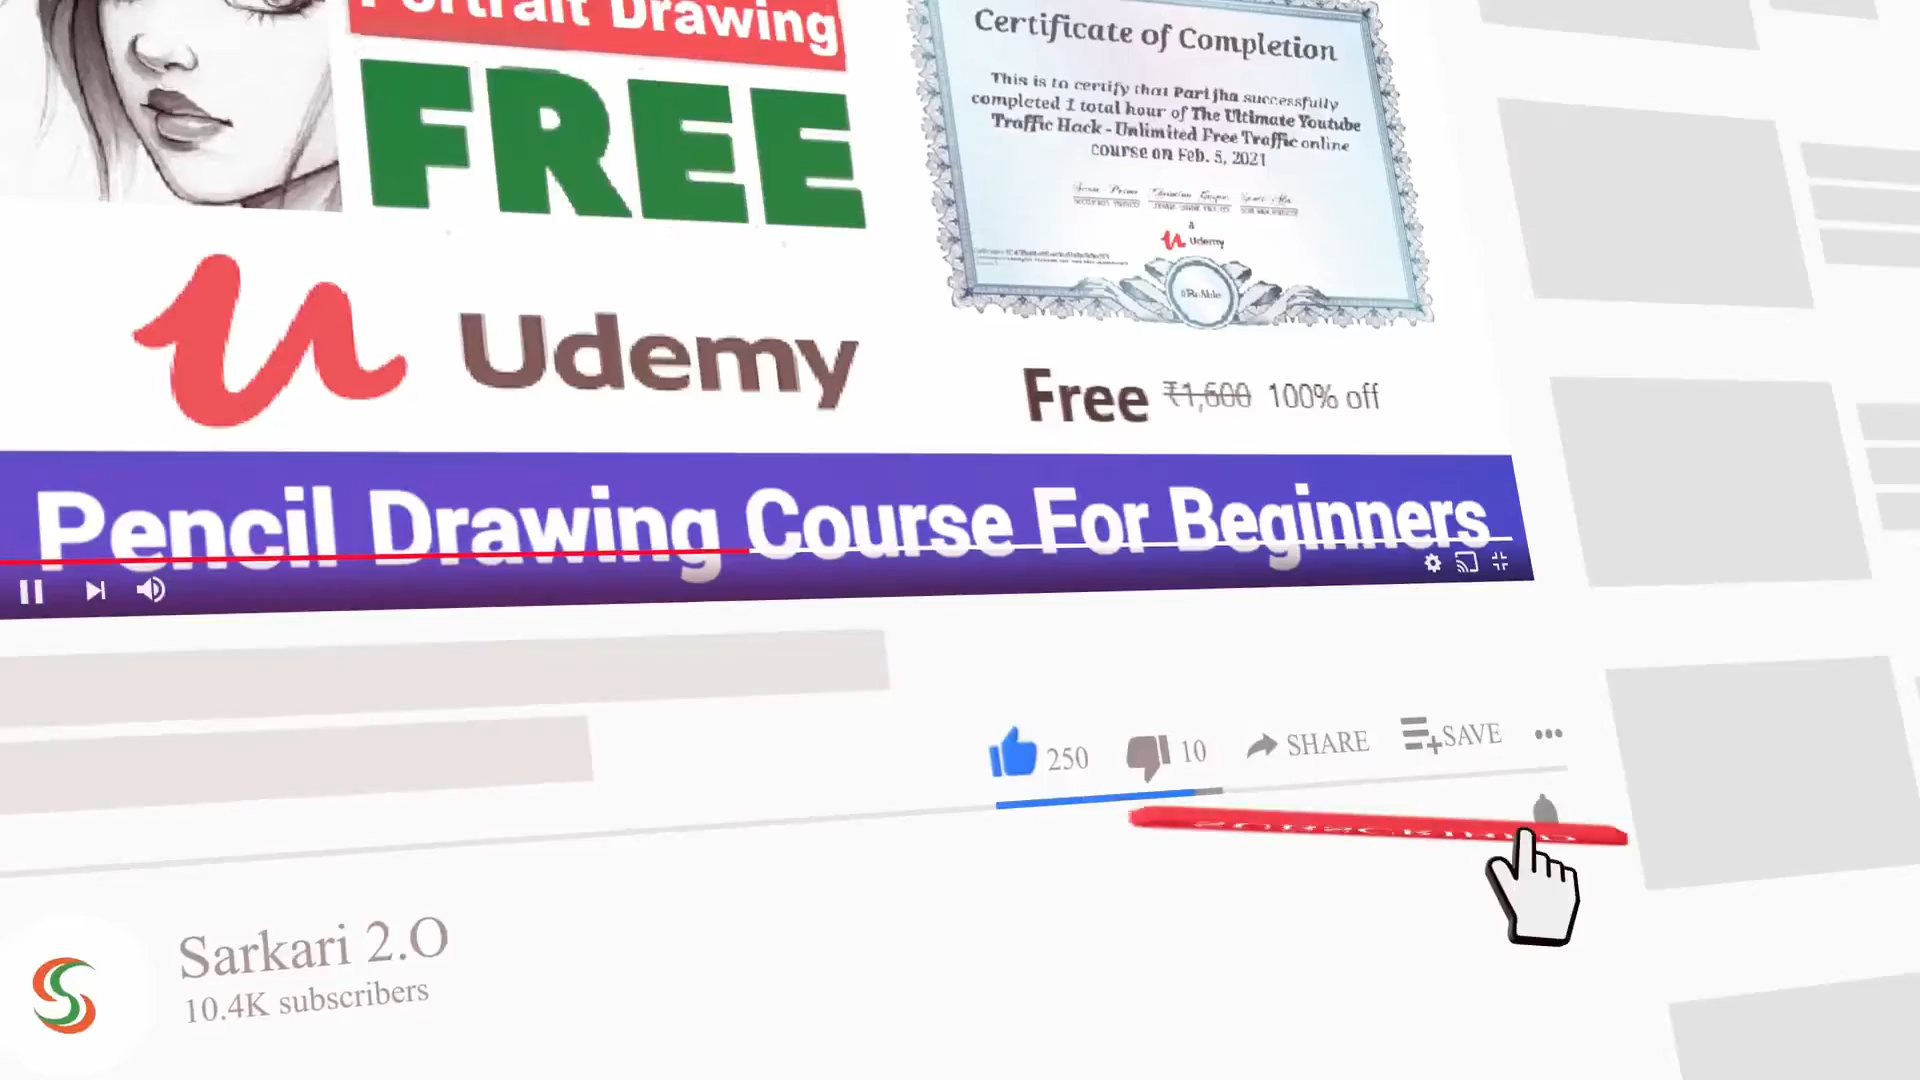 Portrait Drawing
FREE
Udemy
Certificate of Completion
This is to certify that Pari jha successfully
completed 1 total hour of The Ultimate Youtube
Traffic Hack - Unlimited Free Traffic online
course on Feb. 5, 2021
&
Udemy
Free ₹1,600 100% off
Pencil Drawing Course For Beginners
250
10
SHARE
SAVE
Sarkari 2.O
10.4K subscribers